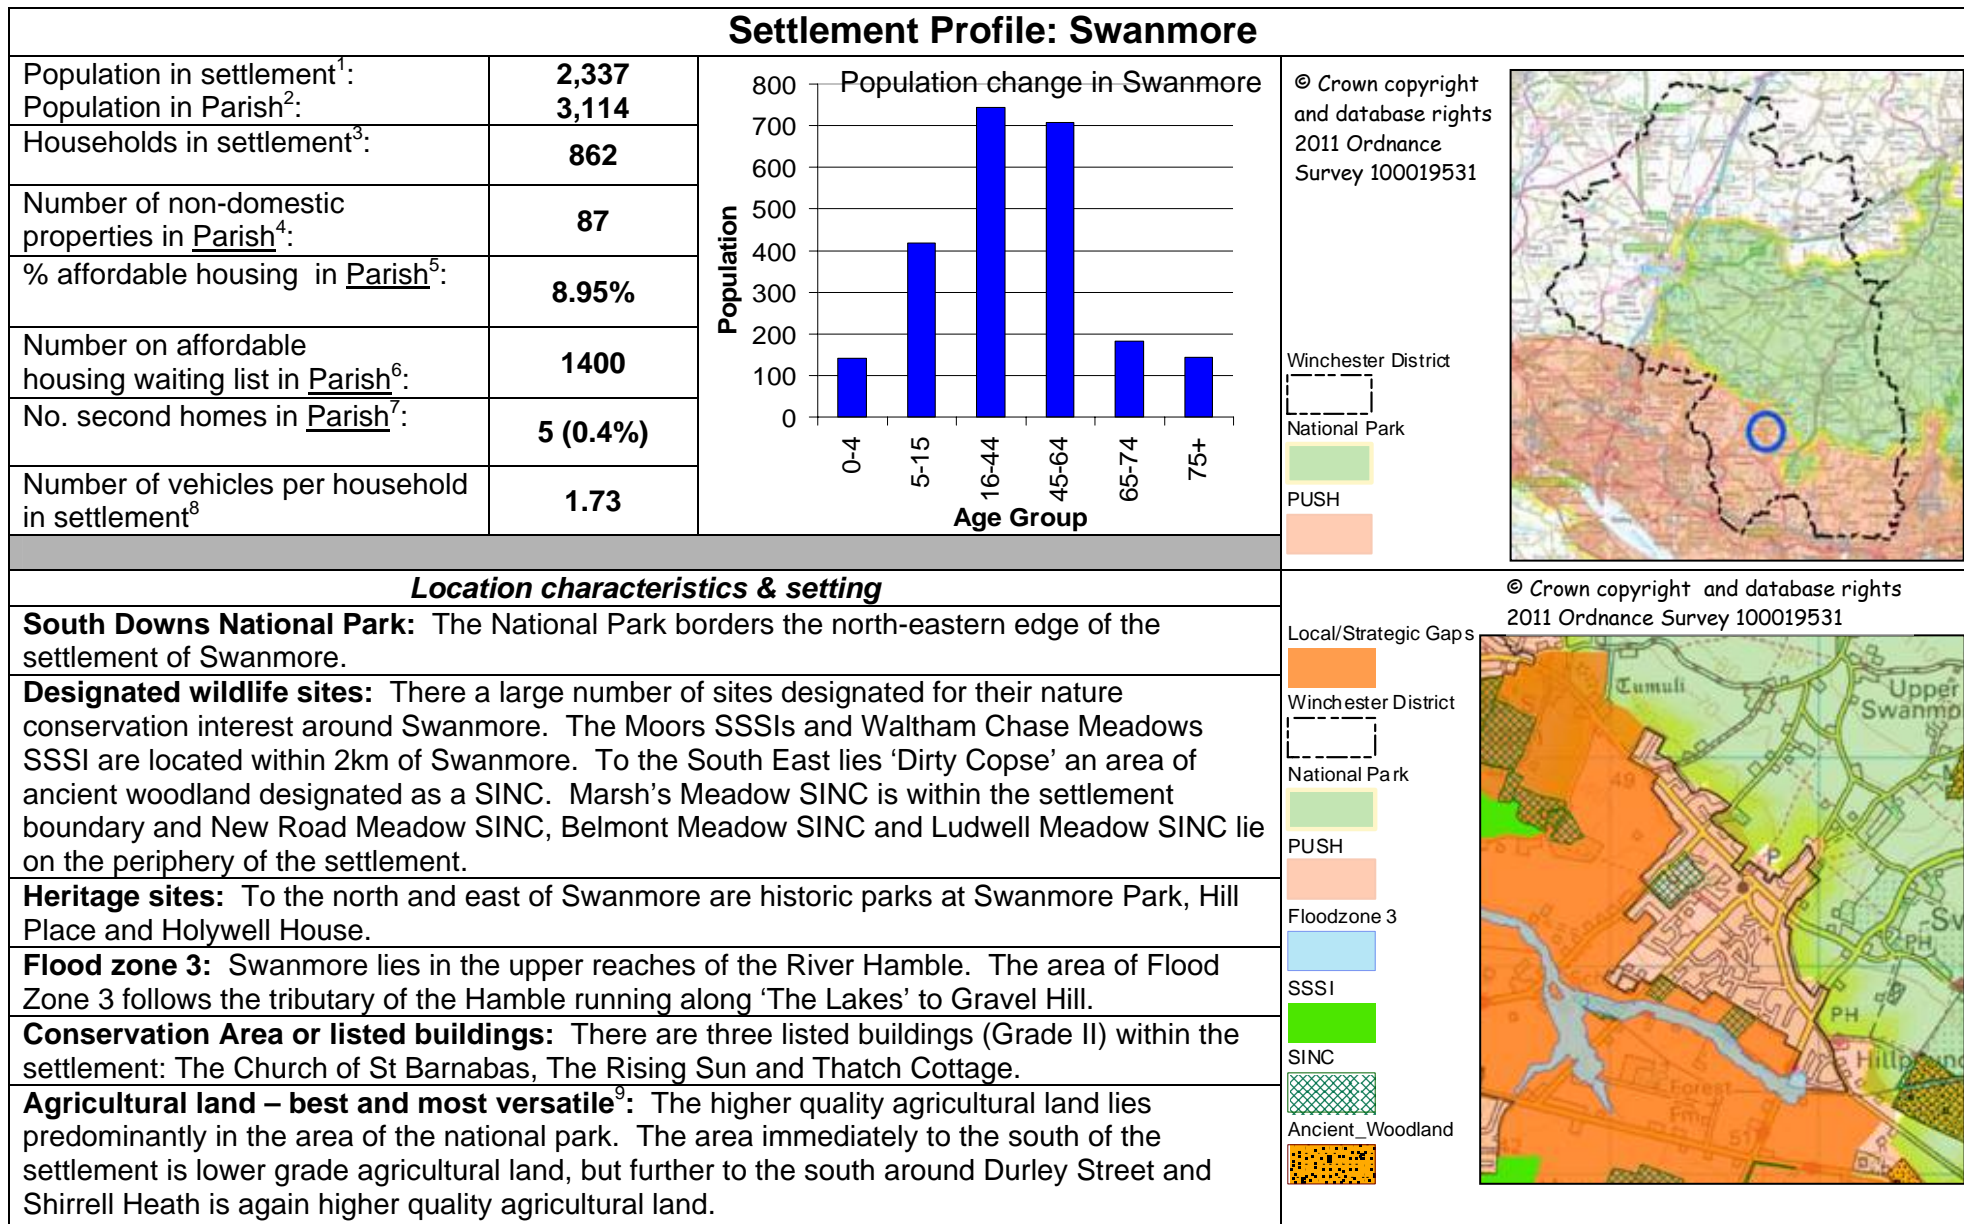 Settlement Profile: Swanmore
Population in settlement¹: 2,337
Population in Parish²: 3,114
Households in settlement³: 862
Number of non-domestic
properties in Parish⁴: 87
% affordable housing  in Parish⁵: 8.95%
Number on affordable
housing waiting list in Parish⁶: 1400
No. second homes in Parish⁷: 5 (0.4%)
Number of vehicles per household
in settlement⁸ 1.73
Population change in Swanmore
Population
800
700
600
500
400
300
200
100
0
0-4
5-15
16-44
45-64
65-74
75+
Age Group
© Crown copyright
and database rights
2011 Ordnance
Survey 100019531
Winchester District
National Park
PUSH
Location characteristics & setting
South Downs National Park:  The National Park borders the north-eastern edge of the
settlement of Swanmore.
Designated wildlife sites:  There a large number of sites designated for their nature
conservation interest around Swanmore.  The Moors SSSIs and Waltham Chase Meadows
SSSI are located within 2km of Swanmore.  To the South East lies ‘Dirty Copse’ an area of
ancient woodland designated as a SINC.  Marsh’s Meadow SINC is within the settlement
boundary and New Road Meadow SINC, Belmont Meadow SINC and Ludwell Meadow SINC lie
on the periphery of the settlement.
Heritage sites:  To the north and east of Swanmore are historic parks at Swanmore Park, Hill
Place and Holywell House.
Flood zone 3:  Swanmore lies in the upper reaches of the River Hamble.  The area of Flood
Zone 3 follows the tributary of the Hamble running along ‘The Lakes’ to Gravel Hill.
Conservation Area or listed buildings:  There are three listed buildings (Grade II) within the
settlement: The Church of St Barnabas, The Rising Sun and Thatch Cottage.
Agricultural land – best and most versatile⁹:  The higher quality agricultural land lies
predominantly in the area of the national park.  The area immediately to the south of the
settlement is lower grade agricultural land, but further to the south around Durley Street and
Shirrell Heath is again higher quality agricultural land.
© Crown copyright  and database rights
2011 Ordnance Survey 100019531
Local/Strategic Gaps
Winchester District
National Park
PUSH
Floodzone 3
SSSI
SINC
Ancient_Woodland
Tumuli
Upper
Swanmo
49
P
Sv
PH
PH
Hillpound
Forest
Fm
51